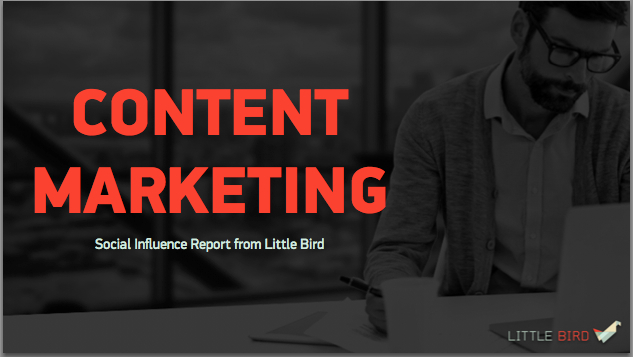 CONTENT
MARKETING
Social Influence Report from Little Bird
LITTLE BIRD